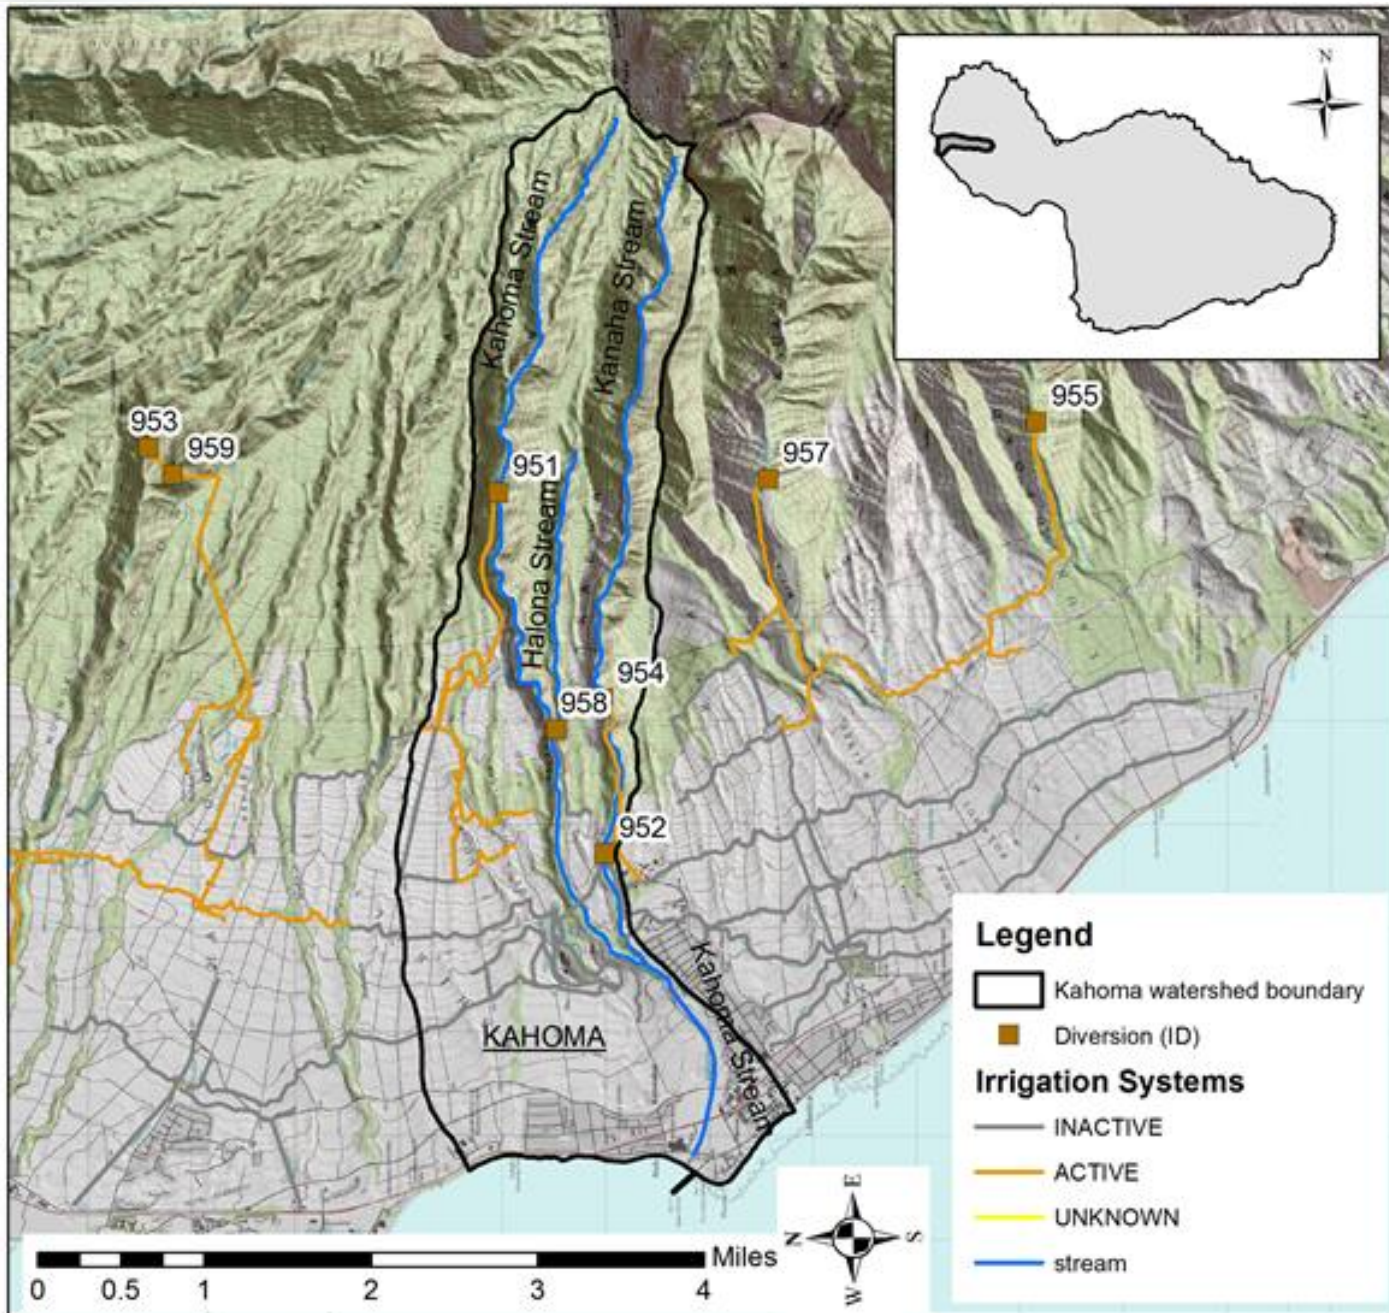 N
Kahoma Stream
Kanaha Stream
953
959
951
957
955
Halona Stream
954
958
952
Kahoma Stream
KAHOMA
Legend
Kahoma watershed boundary
Diversion (ID)
Irrigation Systems
INACTIVE
ACTIVE
UNKNOWN
stream
N
E
S
W
Miles
0 0.5 1 2 3 4